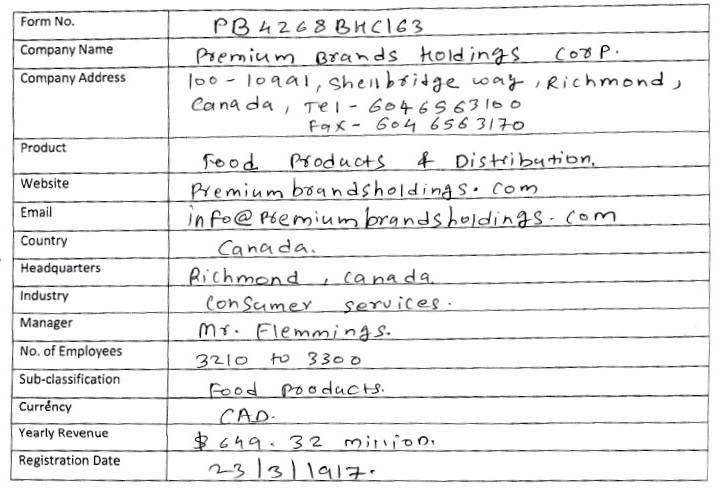 Form No. PB4268BHC163
Company Name Premium Brands Holdings Corp.
Company Address 100-10991, Shellbridge way, Richmond,
Canada, Tel - 6046563100
Fax - 604 6563170
Product Food Products & Distribution.
Website Premiumbrandsholdings.com
Email info@Premiumbrandsholdings.com
Country Canada.
Headquarters Richmond, Canada.
Industry Consumer services.
Manager Mr. Flemmings.
No. of Employees 3210 to 3300
Sub-classification Food Products.
Currency CAD.
Yearly Revenue $649.32 million.
Registration Date 23/3/1917.